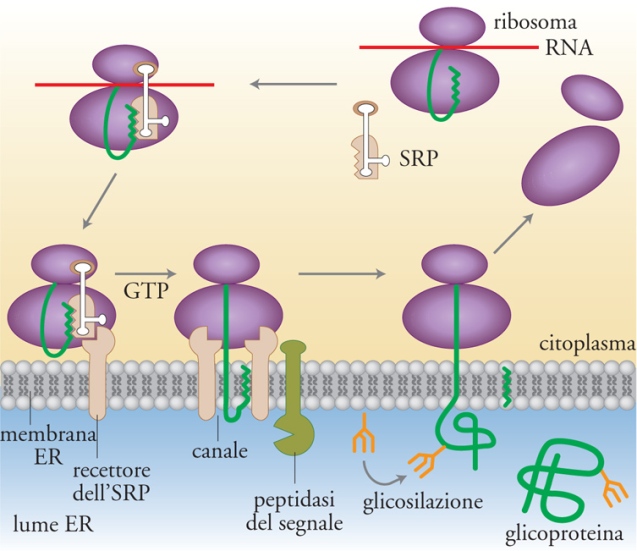 ribosoma
RNA
SRP
GTP
citoplasma
membrana
ER
recettore
dell'SRP
canale
peptidasi
del segnale
glicosilazione
glicoproteina
lume ER